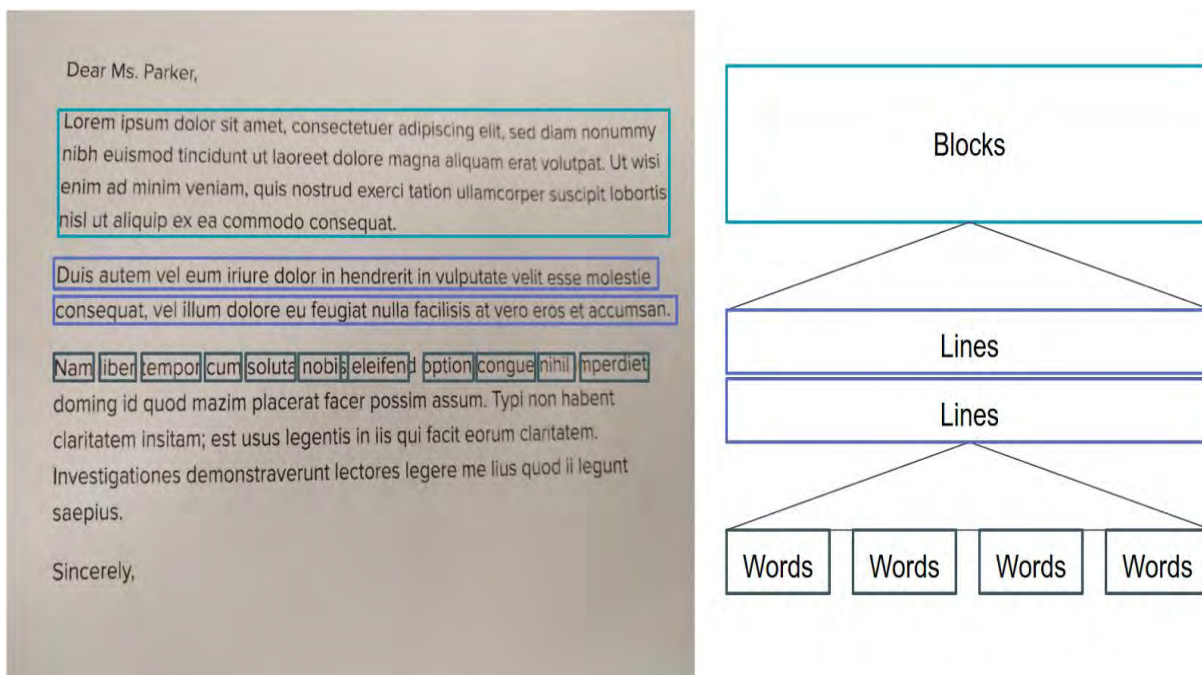 Dear Ms. Parker,
Lorem ipsum dolor sit amet, consectetuer adipiscing elit, sed diam nonummy
nibh euismod tincidunt ut laoreet dolore magna aliquam erat volutpat. Ut wisi
enim ad minim veniam, quis nostrud exerci tation ullamcorper suscipit lobortis
nisl ut aliquip ex ea commodo consequat.
Duis autem vel eum iriure dolor in hendrerit in vulputate velit esse molestie
consequat, vel illum dolore eu feugiat nulla facilisis at vero eros et accumsan.
Nam liber tempor cum soluta nobis eleifend option congue nihil imperdiet
doming id quod mazim placerat facer possim assum. Typi non habent
claritatem insitam; est usus legentis in iis qui facit eorum claritatem.
Investigationes demonstraverunt lectores legere me lius quod ii legunt
saepius.
Sincerely,
Blocks
Lines
Lines
Words Words Words Words